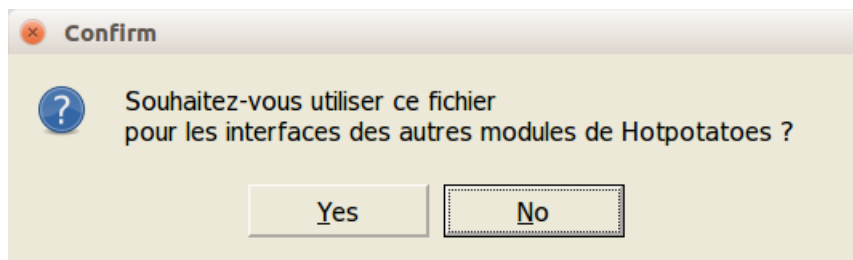 Confirm
Souhaitez-vous utiliser ce fichier
pour les interfaces des autres modules de Hotpotatoes ?
Yes No